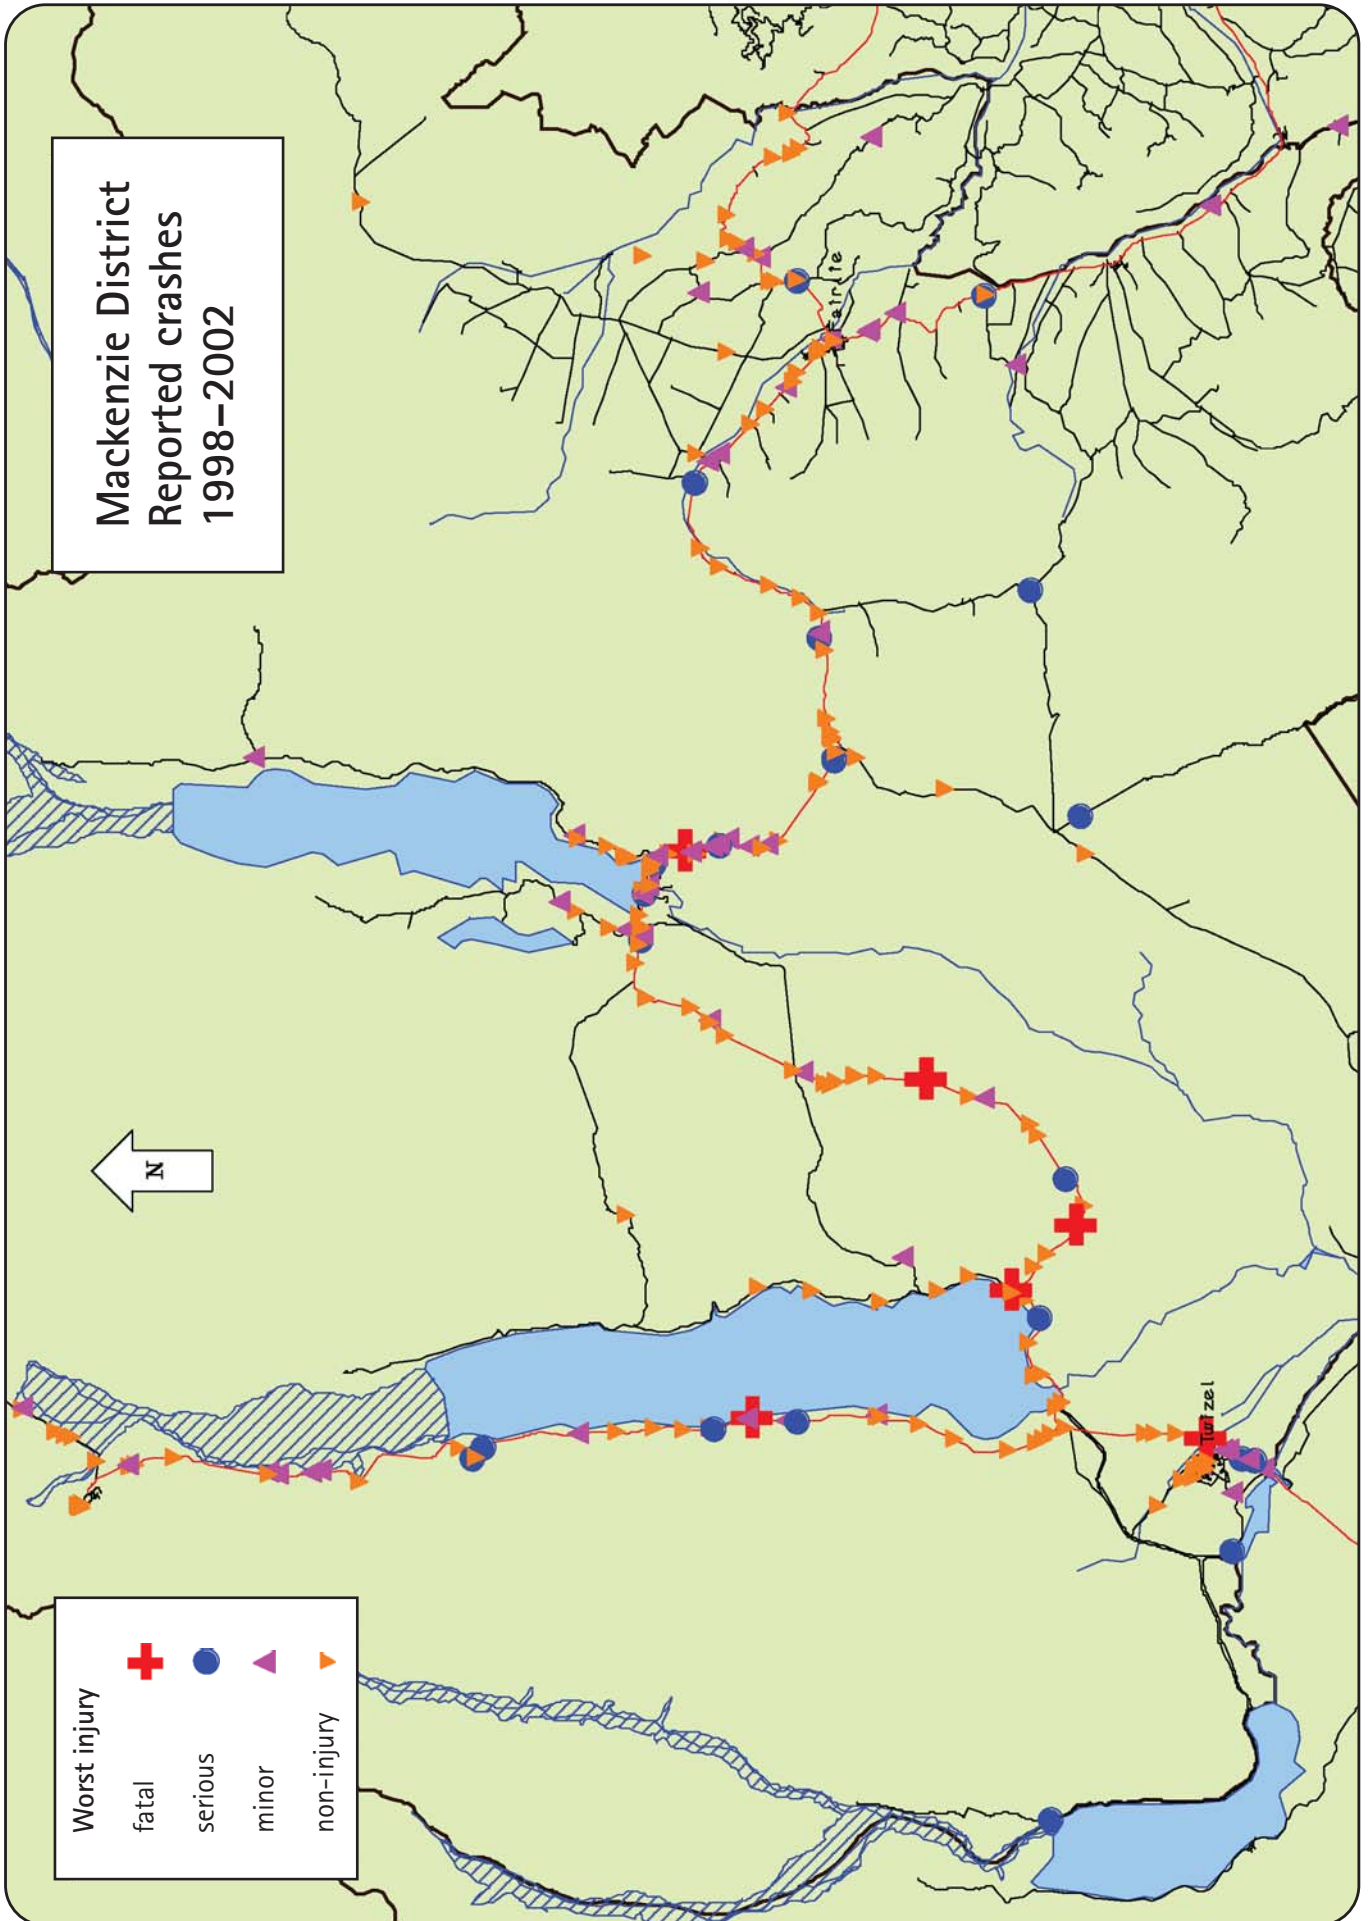 Mackenzie District
Reported crashes
1998–2002
Fairlie
N
Twizel
Worst injury
fatal
serious
minor
non-injury